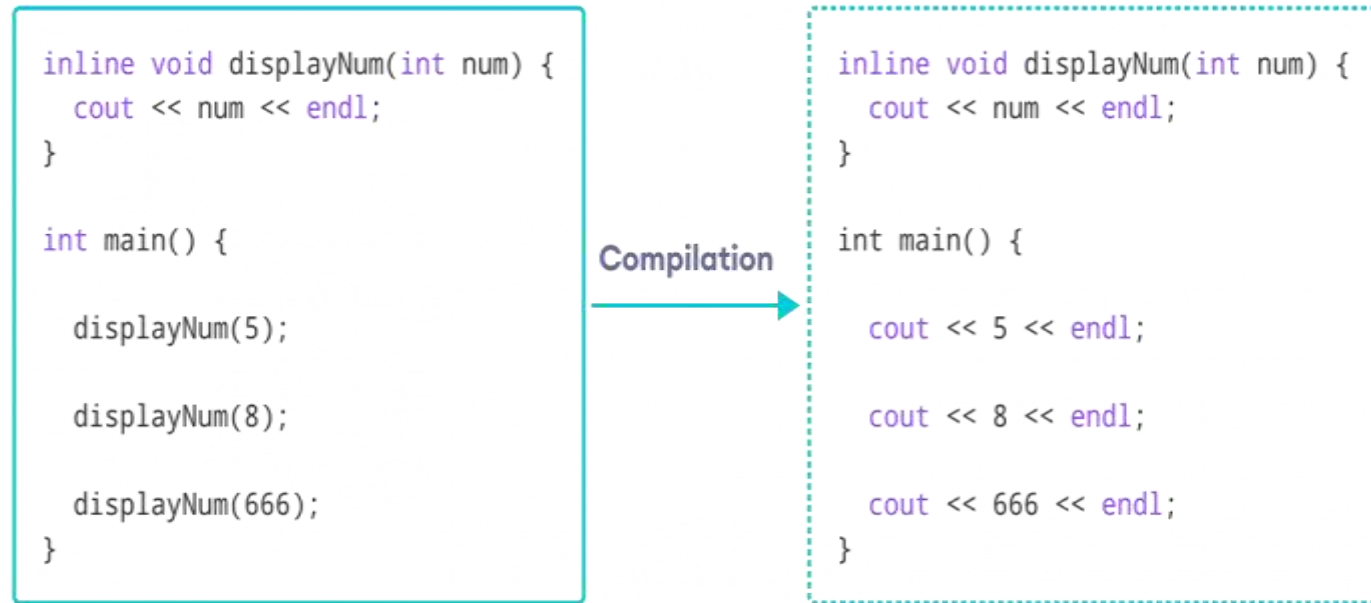 inline void displayNum(int num) {
  cout << num << endl;
}
int main() {
  displayNum(5);
  displayNum(8);
  displayNum(666);
}
Compilation
inline void displayNum(int num) {
  cout << num << endl;
}
int main() {
  cout << 5 << endl;
  cout << 8 << endl;
  cout << 666 << endl;
}